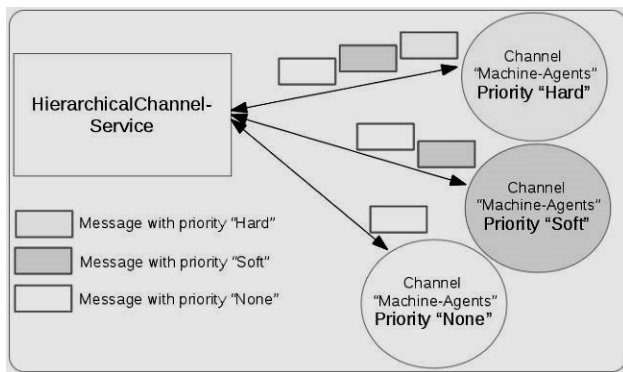 HierarchicalChannel-
Service
Channel
"Machine-Agents"
Priority "Hard"
Channel
"Machine-Agents"
Priority "Soft"
Channel
"Machine-Agents"
Priority "None"
Message with priority "Hard"
Message with priority "Soft"
Message with priority "None"